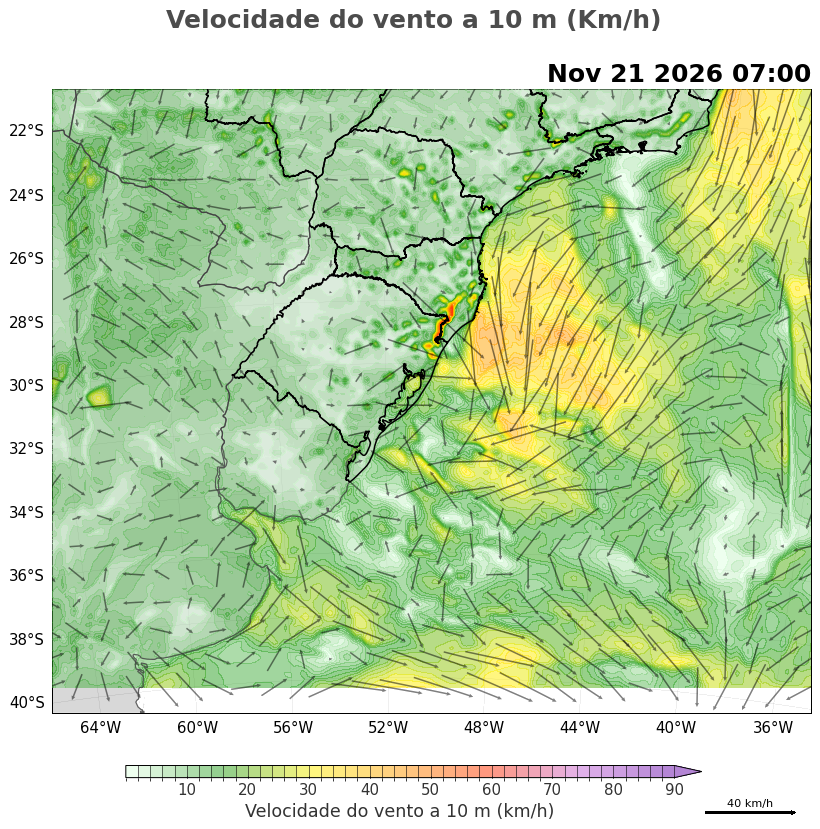 Velocidade do vento a 10 m (Km/h)
Nov 21 2026 07:00
22°S
24°S
26°S
28°S
30°S
32°S
34°S
36°S
38°S
40°S
64°W 60°W 56°W 52°W 48°W 44°W 40°W 36°W
10 20 30 40 50 60 70 80 90
Velocidade do vento a 10 m (km/h)
40 km/h